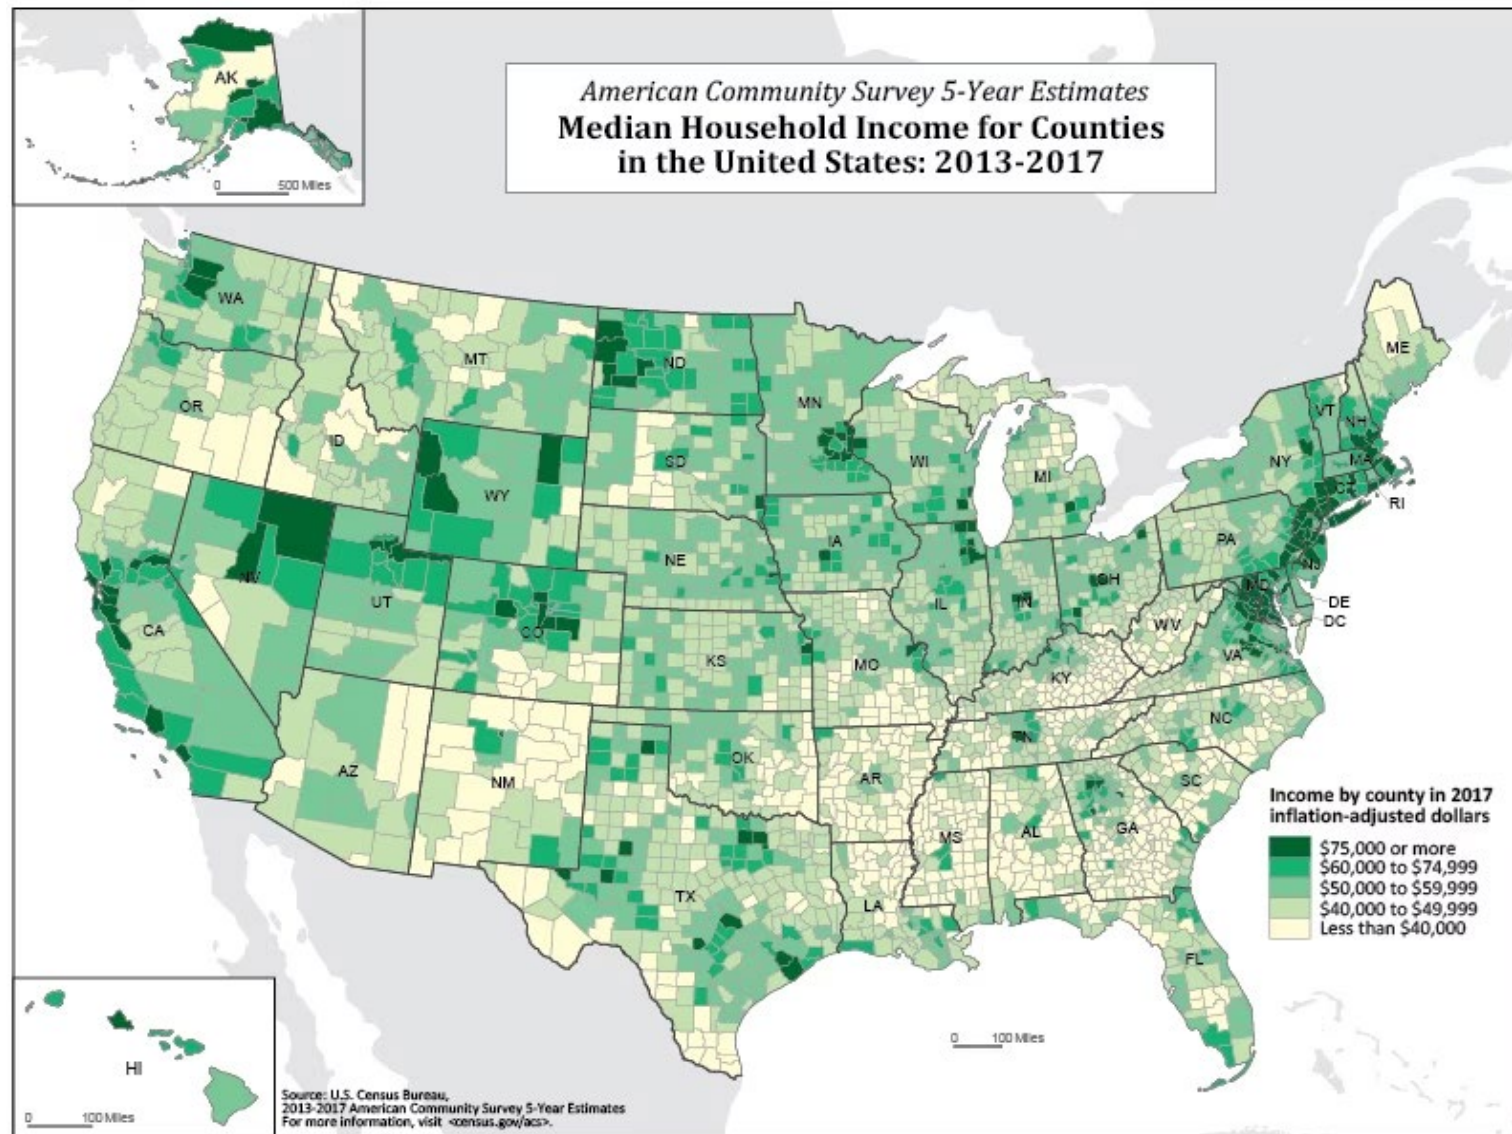 American Community Survey 5-Year Estimates
Median Household Income for Counties
in the United States: 2013-2017
AK
0 500 Miles
WA
MT
ND
MN
ME
OR
ID
SD
WI
MI
VT
NH
NY
MA
CT
RI
WY
NV
UT
CO
NE
IA
IL
IN
OH
PA
NJ
MD
DE
DC
CA
KS
MO
KY
WV
VA
AZ
NM
OK
AR
TN
NC
SC
MS
AL
GA
TX
LA
FL
Income by county in 2017
inflation-adjusted dollars
$75,000 or more
$60,000 to $74,999
$50,000 to $59,999
$40,000 to $49,999
Less than $40,000
HI
0 100 Miles
0 100 Miles
Source: U.S. Census Bureau,
2013-2017 American Community Survey 5-Year Estimates
For more information, visit <census.gov/acs>.